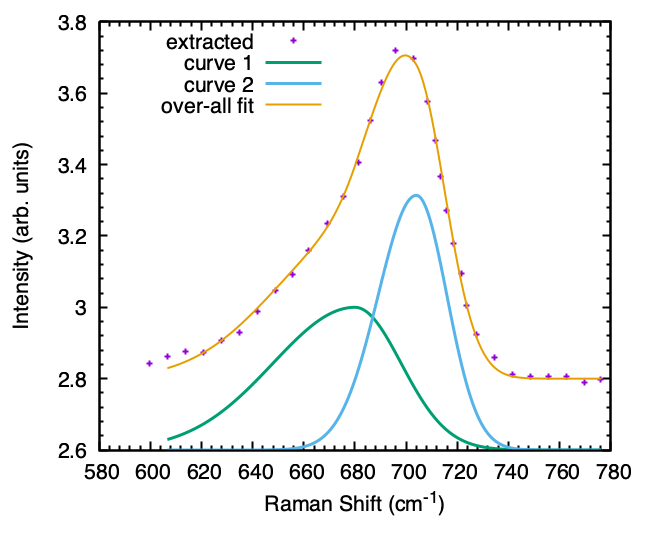 3.8
extracted
curve 1
3.6
curve 2
over-all fit
3.4
3.2
3
2.8
2.6
580 600 620 640 660 680 700 720 740 760 780
Intensity (arb. units)
Raman Shift (cm⁻¹)